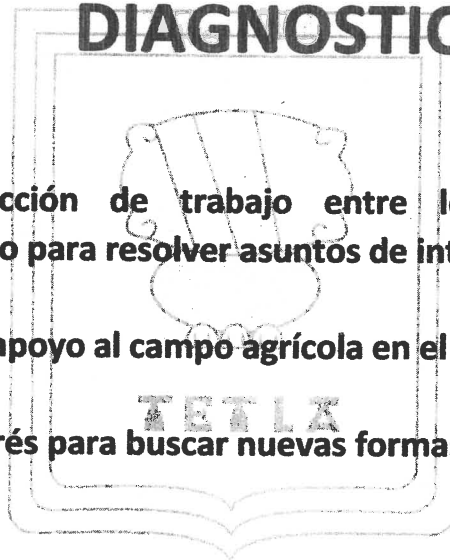 DIAGNOSTIC
cción de trabajo entre l
o para resolver asuntos de int
apoyo al campo agrícola en el
TETLA
rés para buscar nuevas forma